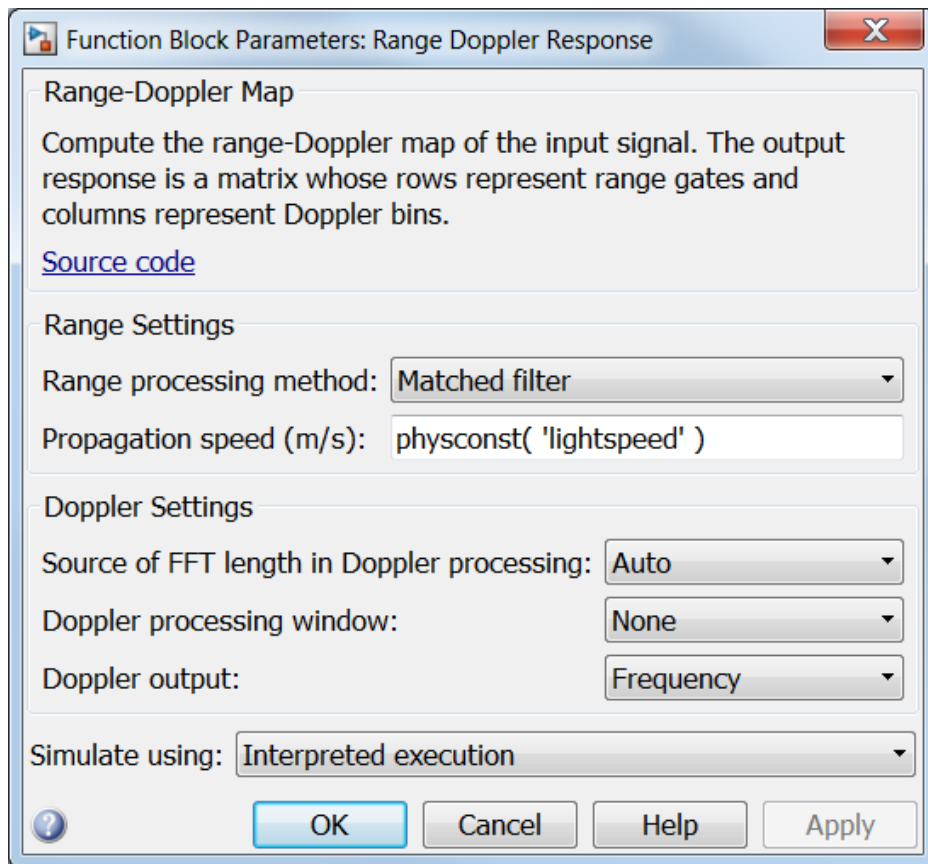 Function Block Parameters: Range Doppler Response
X
Range-Doppler Map
Compute the range-Doppler map of the input signal. The output
response is a matrix whose rows represent range gates and
columns represent Doppler bins.
Source code
Range Settings
Range processing method: Matched filter
Propagation speed (m/s): physconst( 'lightspeed' )
Doppler Settings
Source of FFT length in Doppler processing: Auto
Doppler processing window: None
Doppler output: Frequency
Simulate using: Interpreted execution
? OK Cancel Help Apply